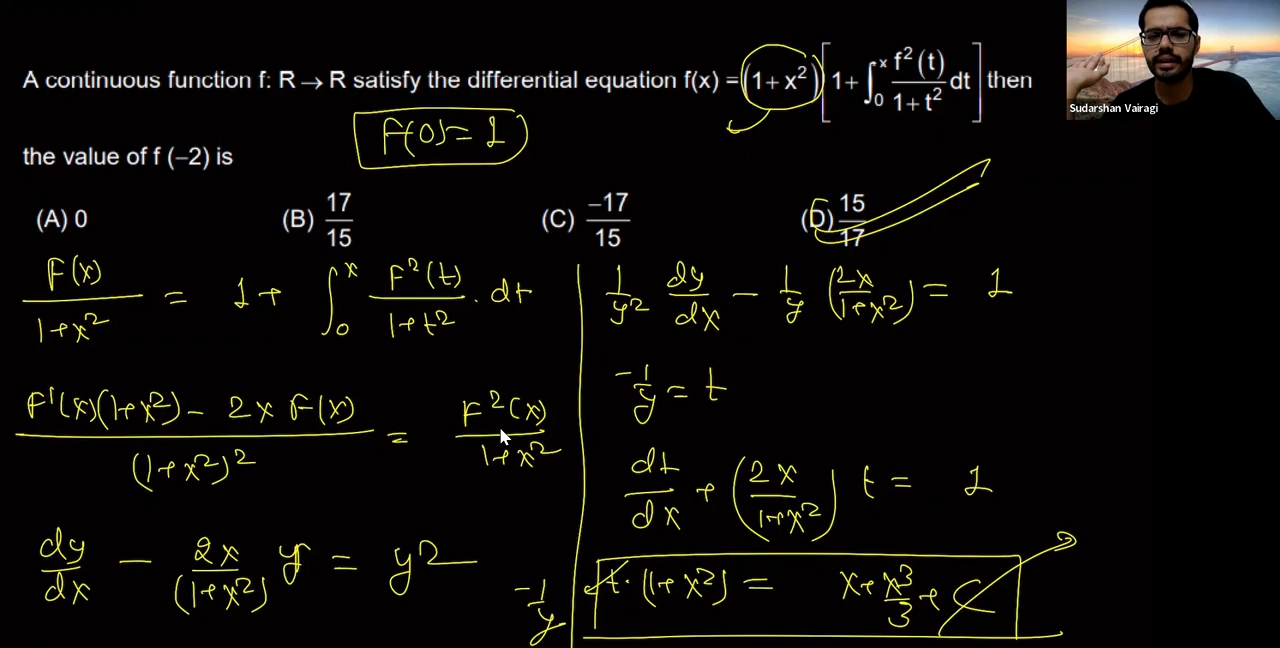 A continuous function f: R → R satisfy the differential equation f(x) = (1+x²) [1+ ∫₀ˣ f²(t)/(1+t²) dt] then
Sudarshan Vairagi
F(0) = 1
the value of f (−2) is
(A) 0 (B) 17/15 (C) −17/15 (D) 15/17
F(x)/(1+x²) = 1 + ∫₀ˣ F²(t)/(1+t²) . dt
(F'(x)(1+x²) − 2x F(x))/(1+x²)² = F²(x)/(1+x²)
dy/dx − 2x/(1+x²) y = y²
−1/y
1/y² dy/dx − 1/y (2x/(1+x²)) = 1
−1/y = t
dt/dx + (2x/(1+x²)) t = 1
t·(1+x²) = x + x³/3 + C